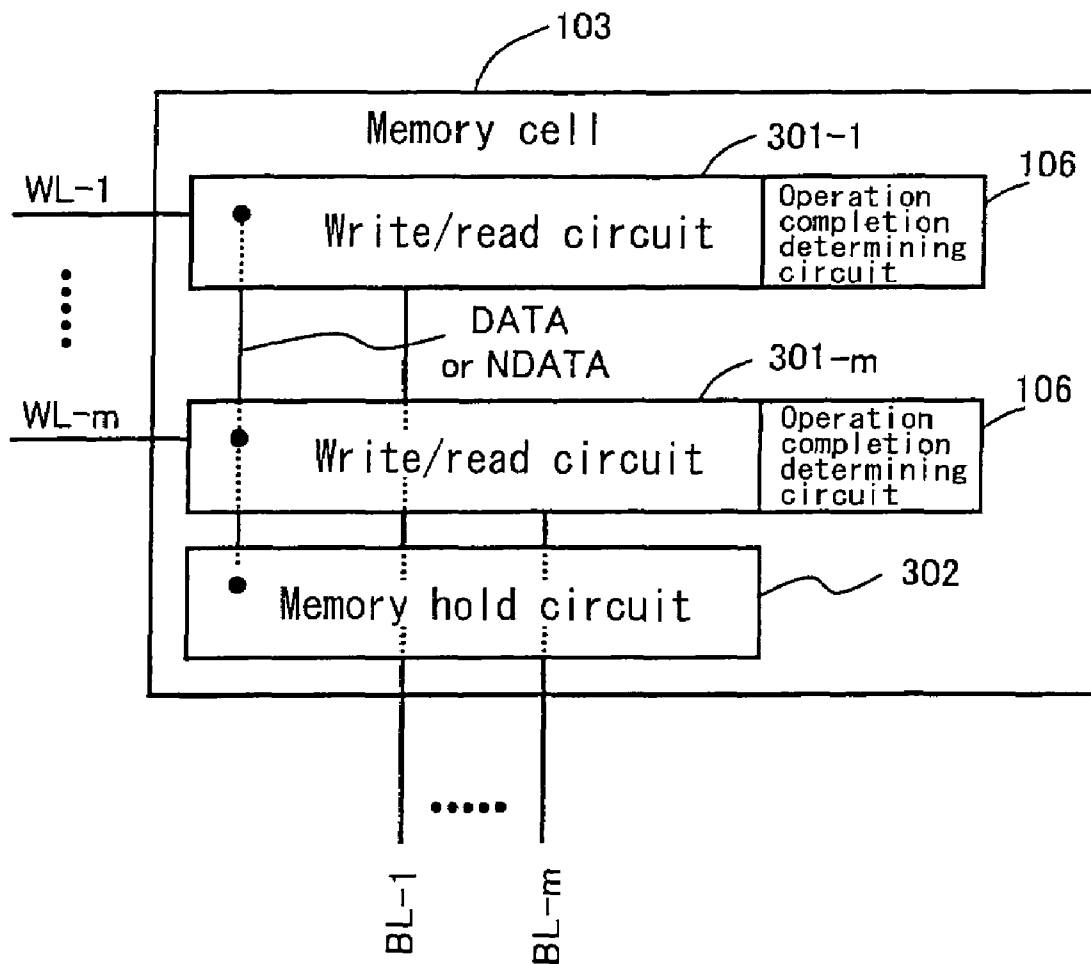 103
Memory cell
301-1
106
WL-1
Write/read circuit
Operation
completion
determining
circuit
DATA
or NDATA
301-m
106
WL-m
Write/read circuit
Operation
completion
determining
circuit
302
Memory hold circuit
BL-1
BL-m